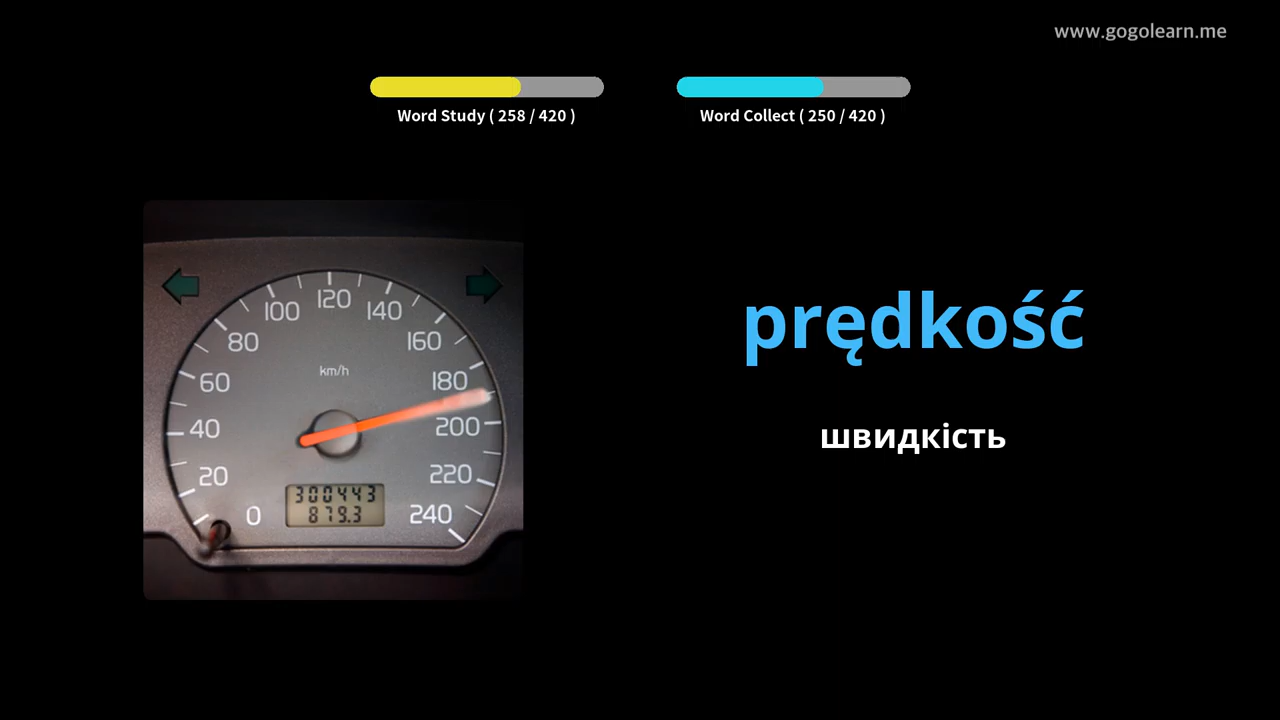 www.gogolearn.me
Word Study ( 258 / 420 )
Word Collect ( 250 / 420 )
120
100
140
80
160
km/h
60
180
40
200
20
220
0
240
300443
879.3
prędkość
швидкість